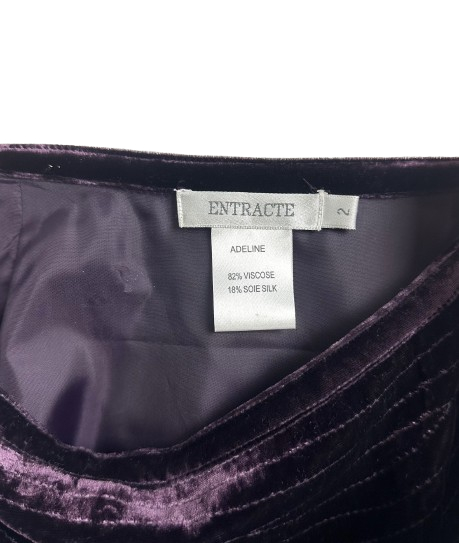 ENTRACTE
2
ADELINE
82% VISCOSE
18% SOIE SILK